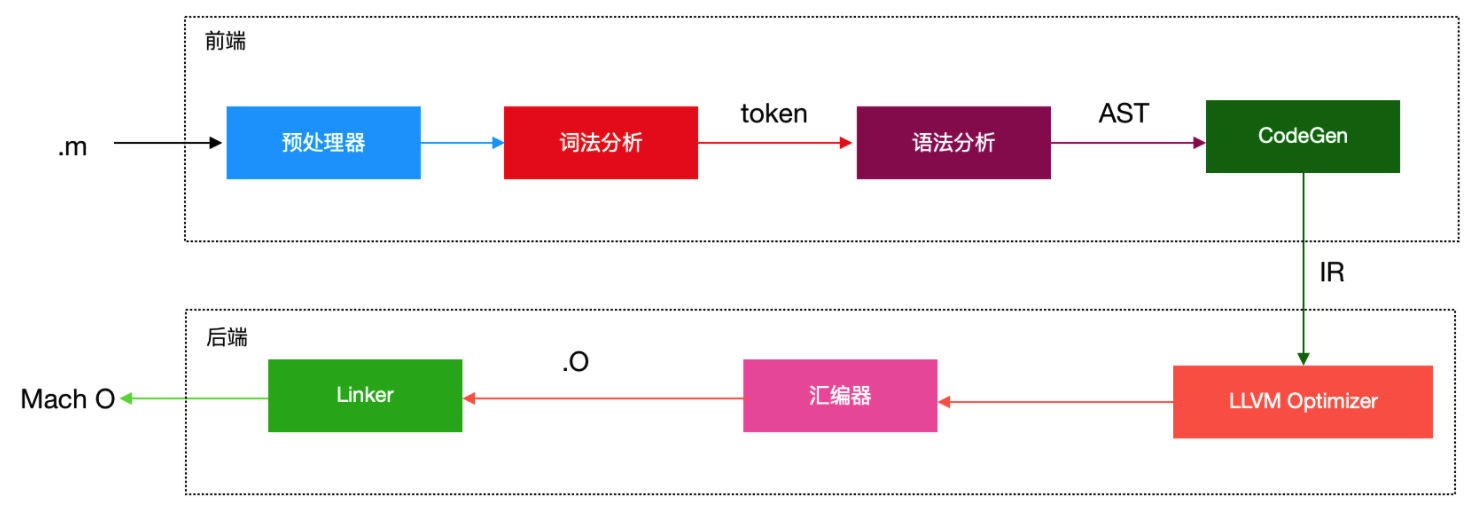 前端
.m
预处理器
词法分析
token
语法分析
AST
CodeGen
IR
后端
Mach O
Linker
.O
汇编器
LLVM Optimizer